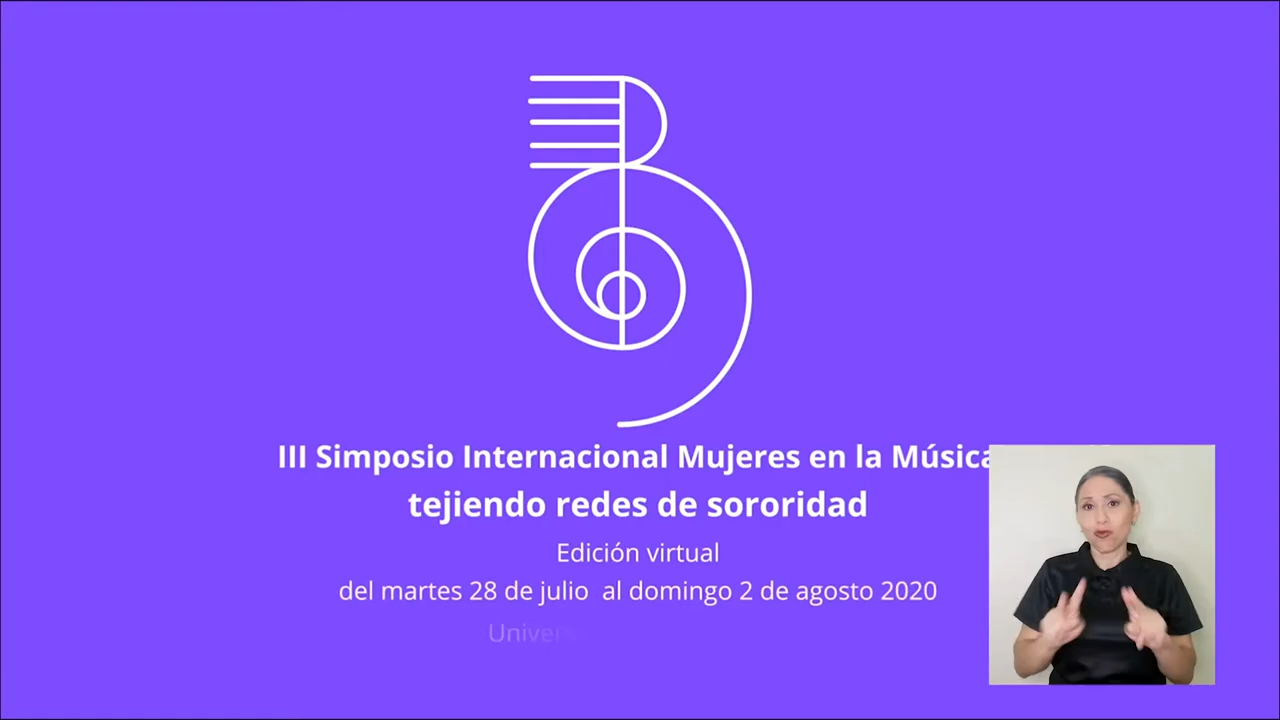 III Simposio Internacional Mujeres en la Música
tejiendo redes de sororidad
Edición virtual
del martes 28 de julio al domingo 2 de agosto 2020